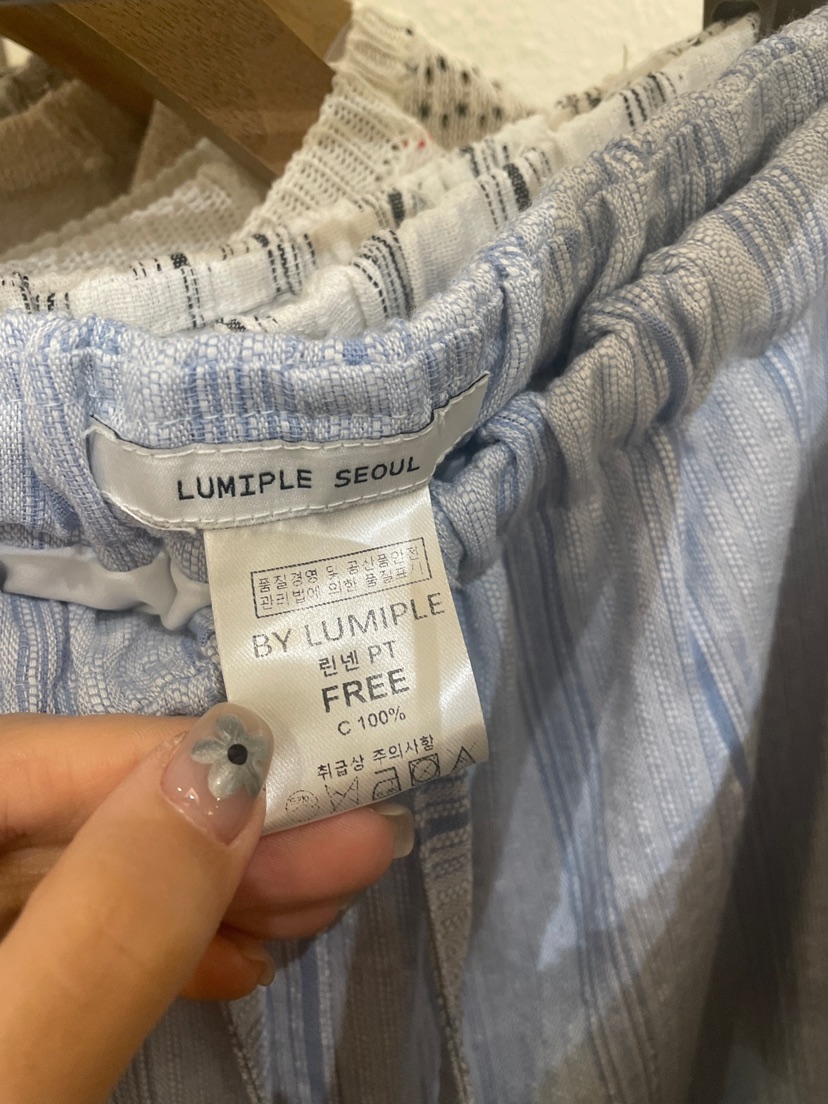 LUMIPLE SEOUL
품질경영 및 공산품안전
관리법에 의한 품질표기
BY LUMIPLE
린넨 PT
FREE
C 100%
취급상 주의사항